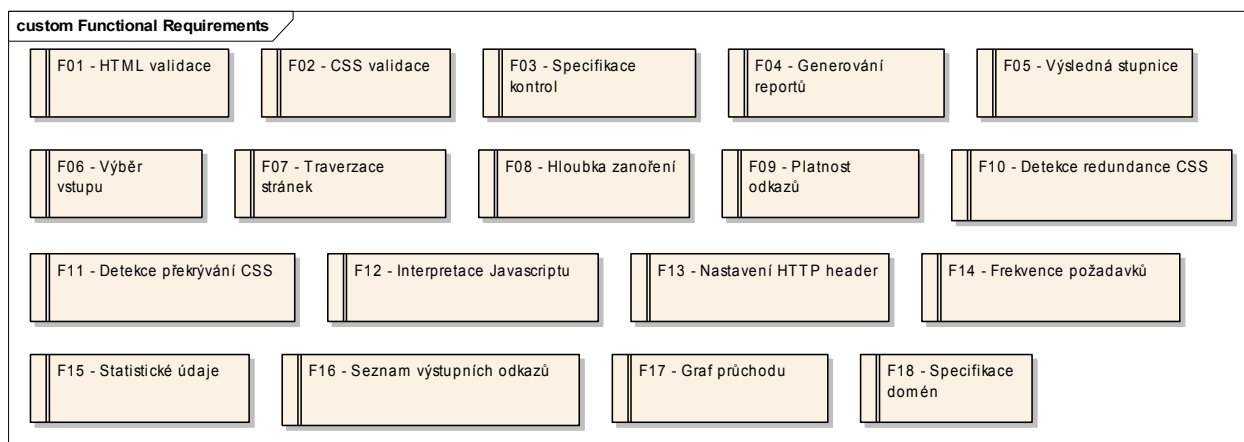 custom Functional Requirements
F01 - HTML validace
F02 - CSS validace
F03 - Specifikace
kontrol
F04 - Generování
reportů
F05 - Výsledná stupnice
F06 - Výběr
vstupu
F07 - Traverzace
stránek
F08 - Hloubka zanoření
F09 - Platnost
odkazů
F10 - Detekce redundance CSS
F11 - Detekce překrývání CSS
F12 - Interpretace Javascriptu
F13 - Nastavení HTTP header
F14 - Frekvence požadavků
F15 - Statistické údaje
F16 - Seznam výstupních odkazů
F17 - Graf průchodu
F18 - Specifikace
domén